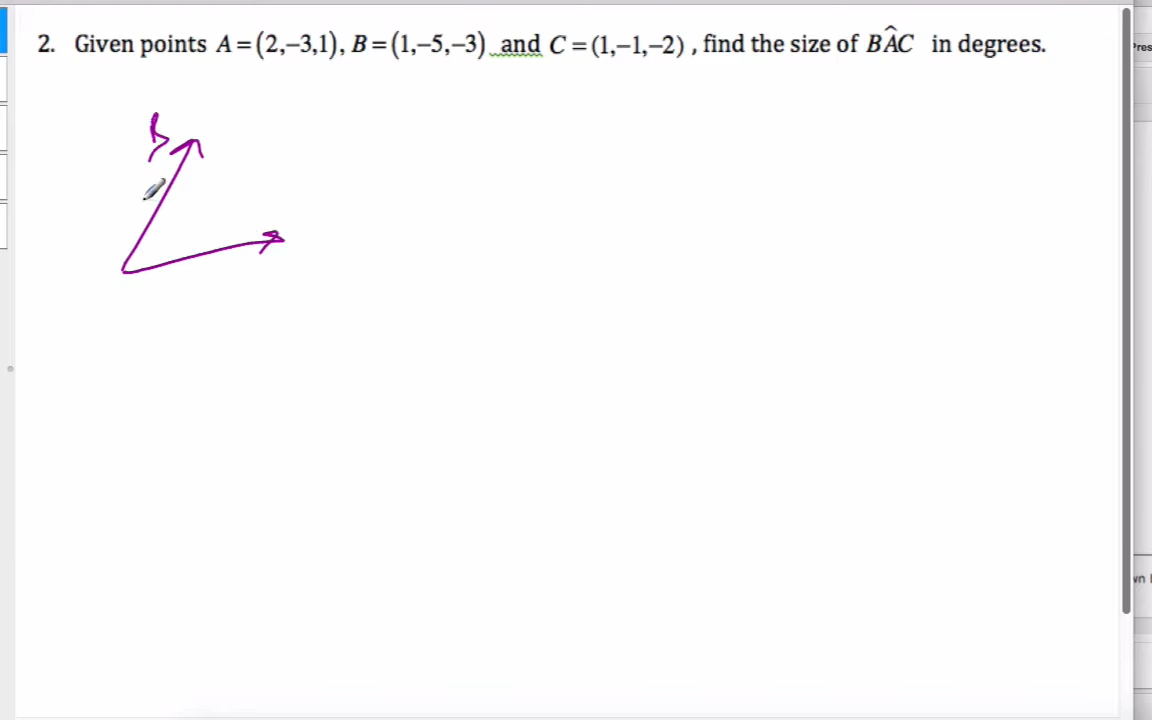 2. Given points A = (2,−3,1), B = (1,−5,−3) and C = (1,−1,−2) , find the size of BÂC in degrees.
B